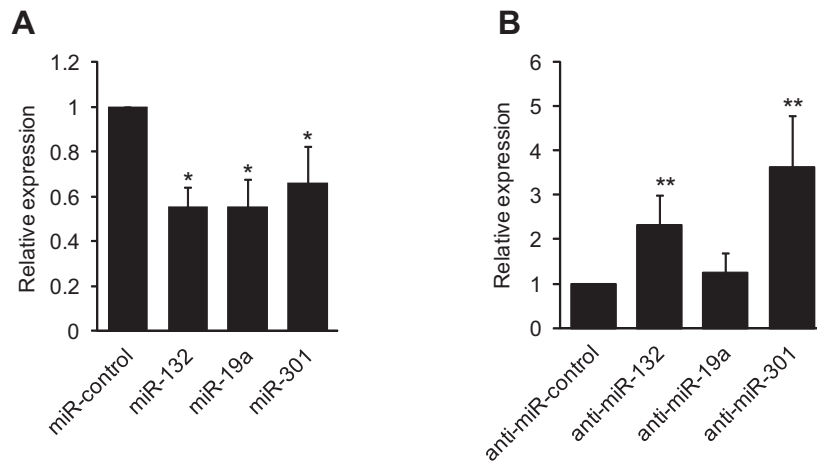 A
Relative expression
1.2
1
0.8
0.6
0.4
0.2
0
*
*
*
miR-control
miR-132
miR-19a
miR-301
B
Relative expression
6
5
4
3
2
1
0
**
**
anti-miR-control
anti-miR-132
anti-miR-19a
anti-miR-301